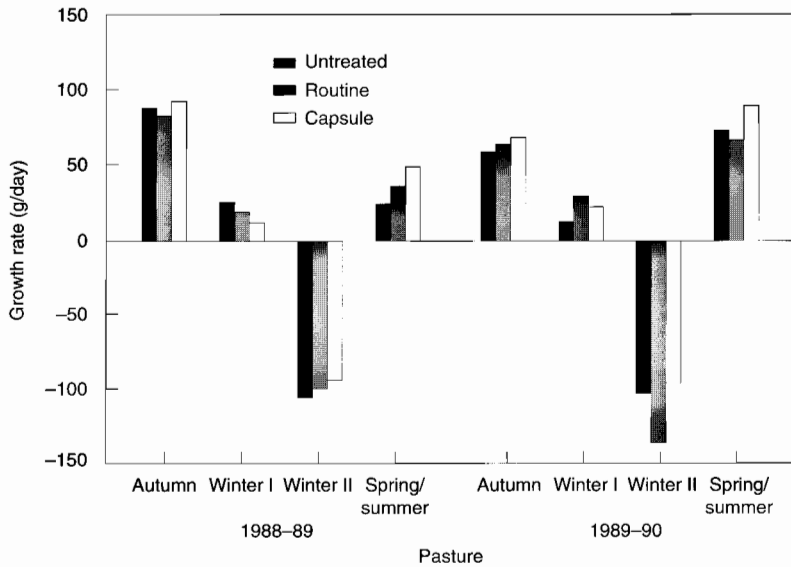 150
100
50
0
−50
−100
−150
Growth rate (g/day)
Untreated
Routine
Capsule
Autumn Winter I Winter II Spring/ summer Autumn Winter I Winter II Spring/ summer
1988–89 1989–90
Pasture